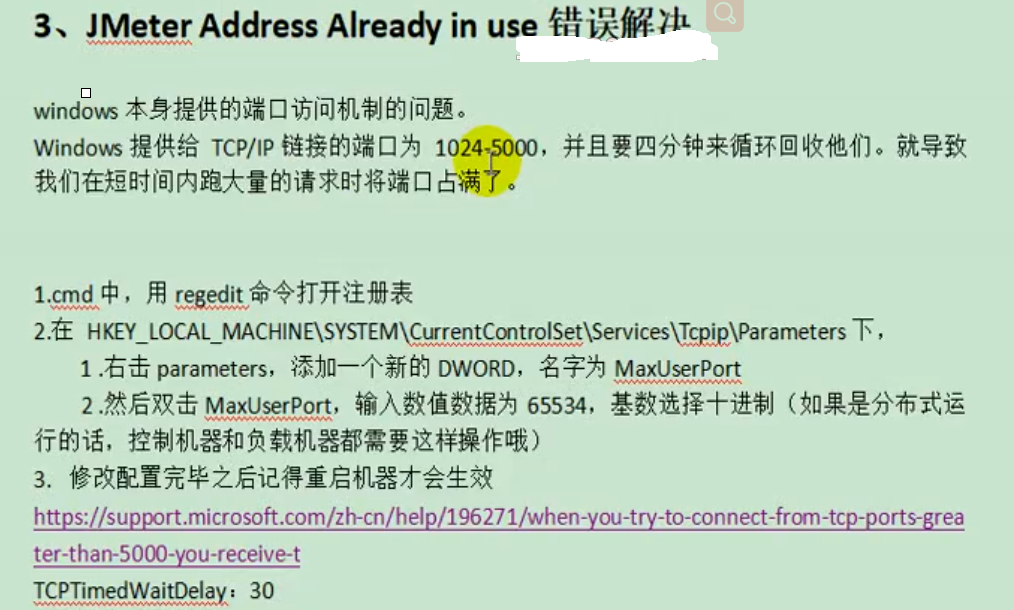 3、JMeter Address Already in use 错误解决
windows 本身提供的端口访问机制的问题。
Windows 提供给 TCP/IP 链接的端口为 1024-5000，并且要四分钟来循环回收他们。就导致
我们在短时间内跑大量的请求时将端口占满了。
1.cmd 中，用 regedit 命令打开注册表
2.在 HKEY_LOCAL_MACHINE\SYSTEM\CurrentControlSet\Services\Tcpip\Parameters 下，
1 .右击 parameters，添加一个新的 DWORD，名字为 MaxUserPort
2 .然后双击 MaxUserPort，输入数值数据为 65534，基数选择十进制（如果是分布式运
行的话，控制机器和负载机器都需要这样操作哦）
3. 修改配置完毕之后记得重启机器才会生效
https://support.microsoft.com/zh-cn/help/196271/when-you-try-to-connect-from-tcp-ports-grea
ter-than-5000-you-receive-t
TCPTimedWaitDelay：30